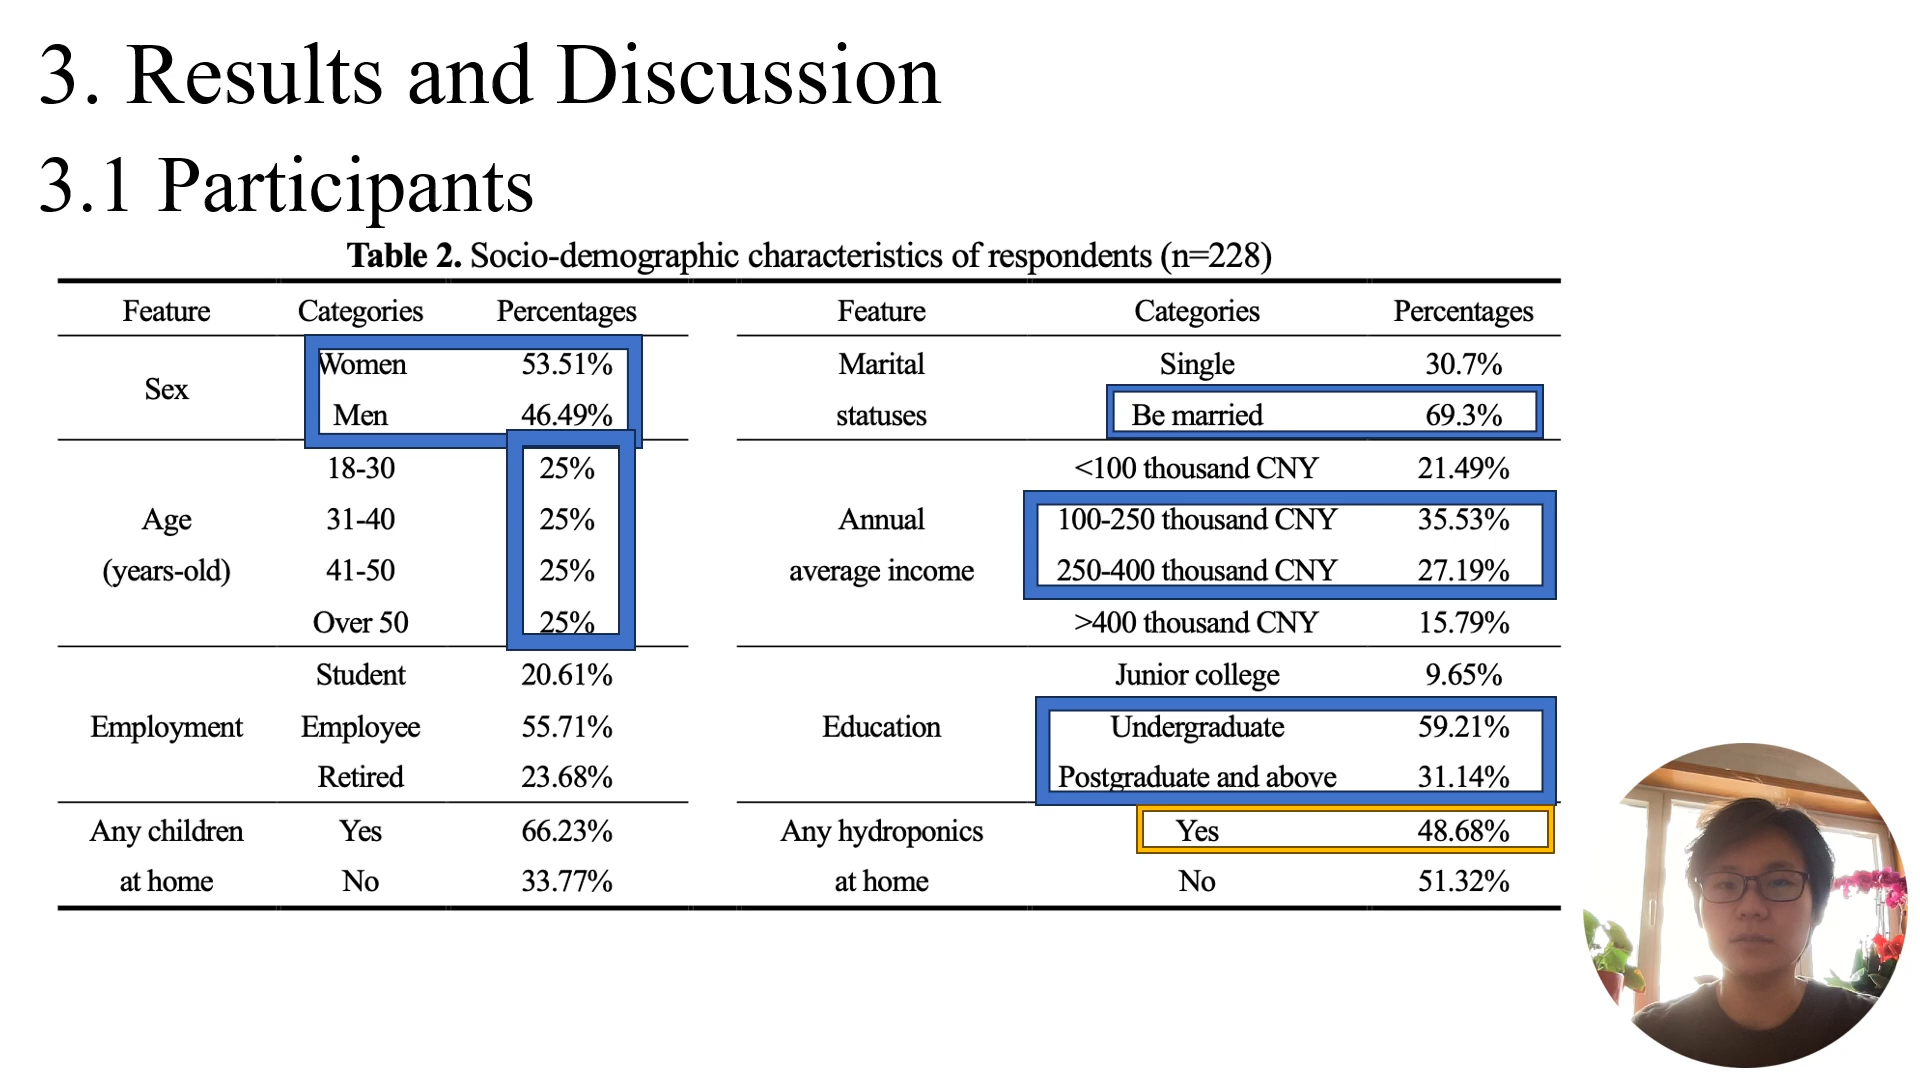 3. Results and Discussion
3.1 Participants
Table 2. Socio-demographic characteristics of respondents (n=228)
Feature Categories Percentages Feature Categories Percentages
Sex Women 53.51% Marital statuses Single 30.7%
Men 46.49% Be married 69.3%
Age (years-old) 18-30 25% Annual average income <100 thousand CNY 21.49%
31-40 25% 100-250 thousand CNY 35.53%
41-50 25% 250-400 thousand CNY 27.19%
Over 50 25% >400 thousand CNY 15.79%
Employment Student 20.61% Education Junior college 9.65%
Employee 55.71% Undergraduate 59.21%
Retired 23.68% Postgraduate and above 31.14%
Any children at home Yes 66.23% Any hydroponics at home Yes 48.68%
No 33.77% No 51.32%